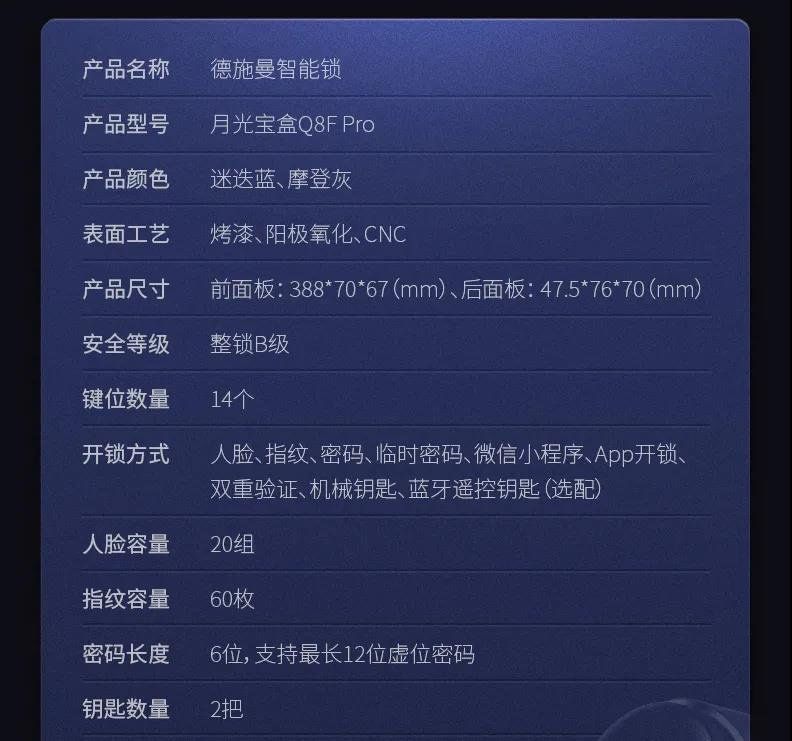 产品名称 德施曼智能锁
产品型号 月光宝盒Q8F Pro
产品颜色 迷迭蓝、摩登灰
表面工艺 烤漆、阳极氧化、CNC
产品尺寸 前面板：388*70*67（mm）、后面板：47.5*76*70（mm）
安全等级 整锁B级
键位数量 14个
开锁方式 人脸、指纹、密码、临时密码、微信小程序、App开锁、
双重验证、机械钥匙、蓝牙遥控钥匙（选配）
人脸容量 20组
指纹容量 60枚
密码长度 6位，支持最长12位虚位密码
钥匙数量 2把